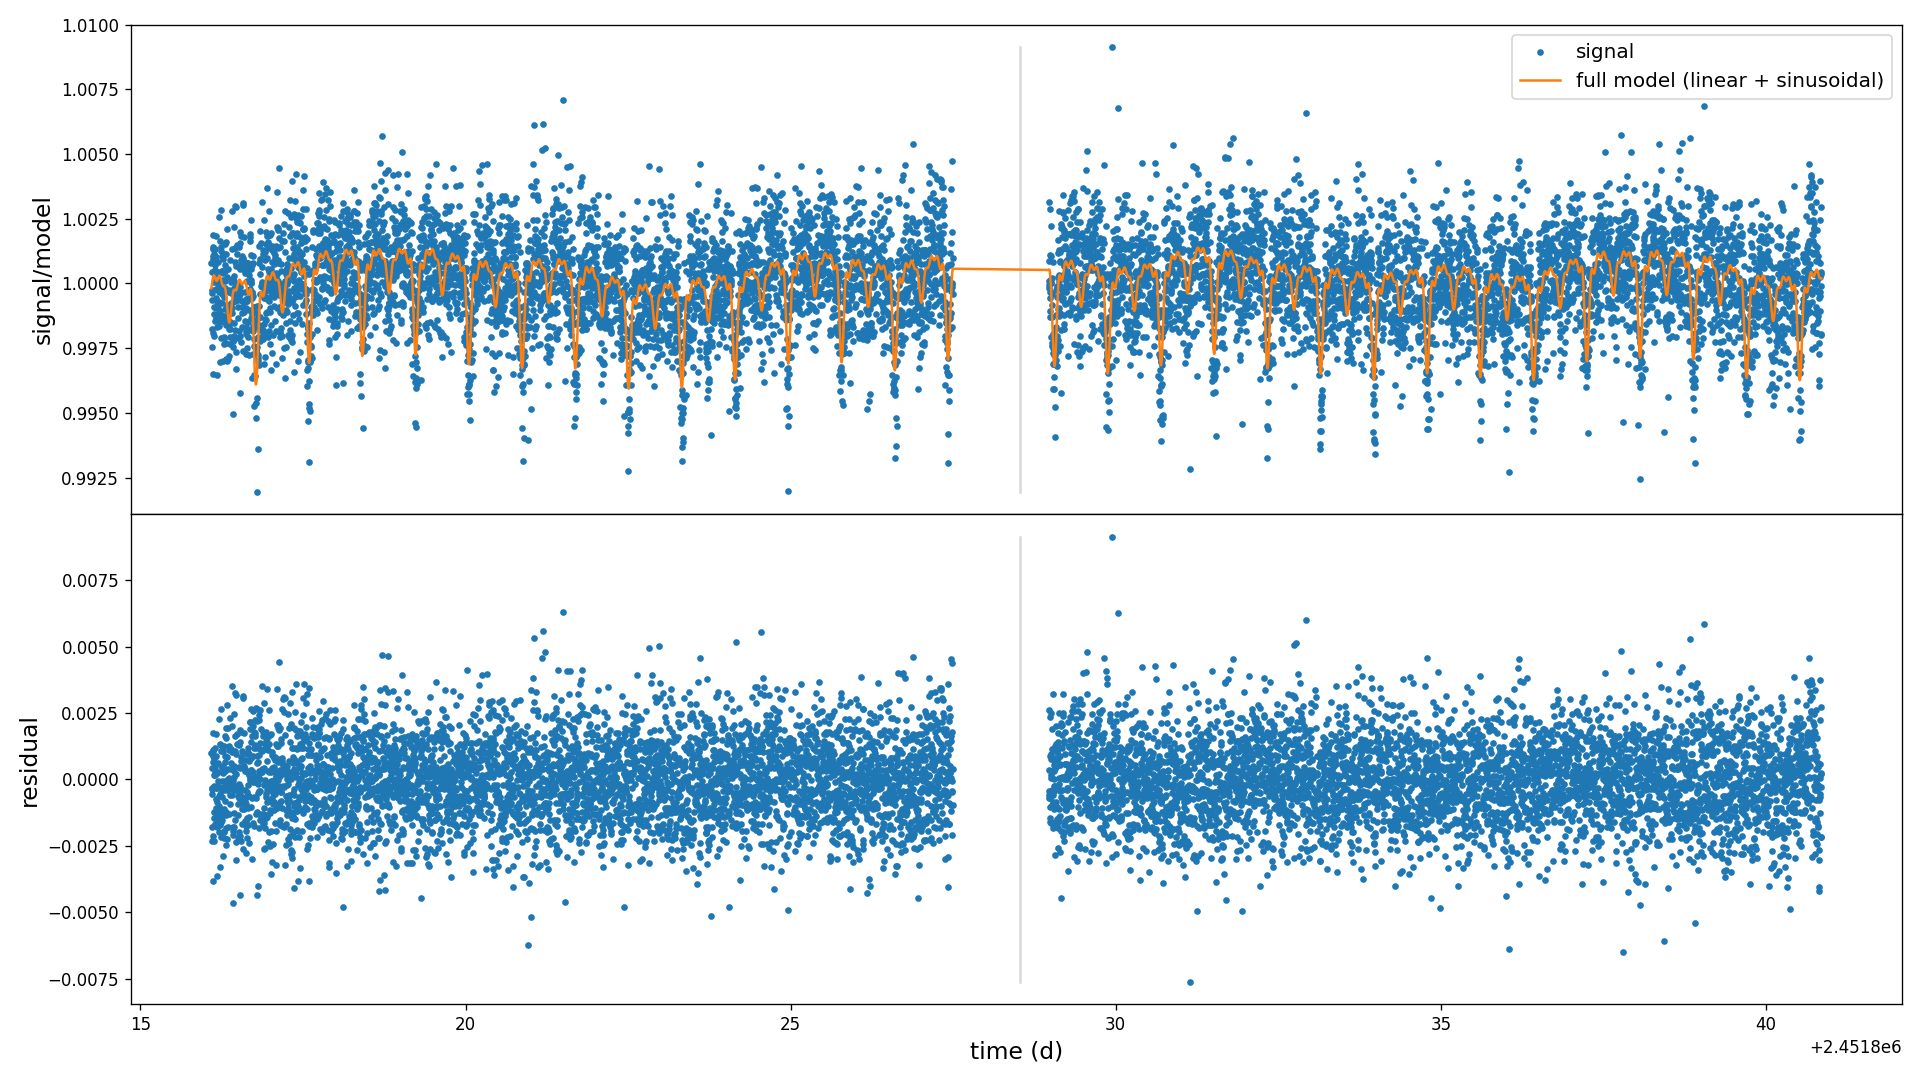 signal/model
1.0100
1.0075
1.0050
1.0025
1.0000
0.9975
0.9950
0.9925
signal
full model (linear + sinusoidal)
residual
0.0075
0.0050
0.0025
0.0000
−0.0025
−0.0050
−0.0075
15 20 25 30 35 40
+2.4518e6
time (d)